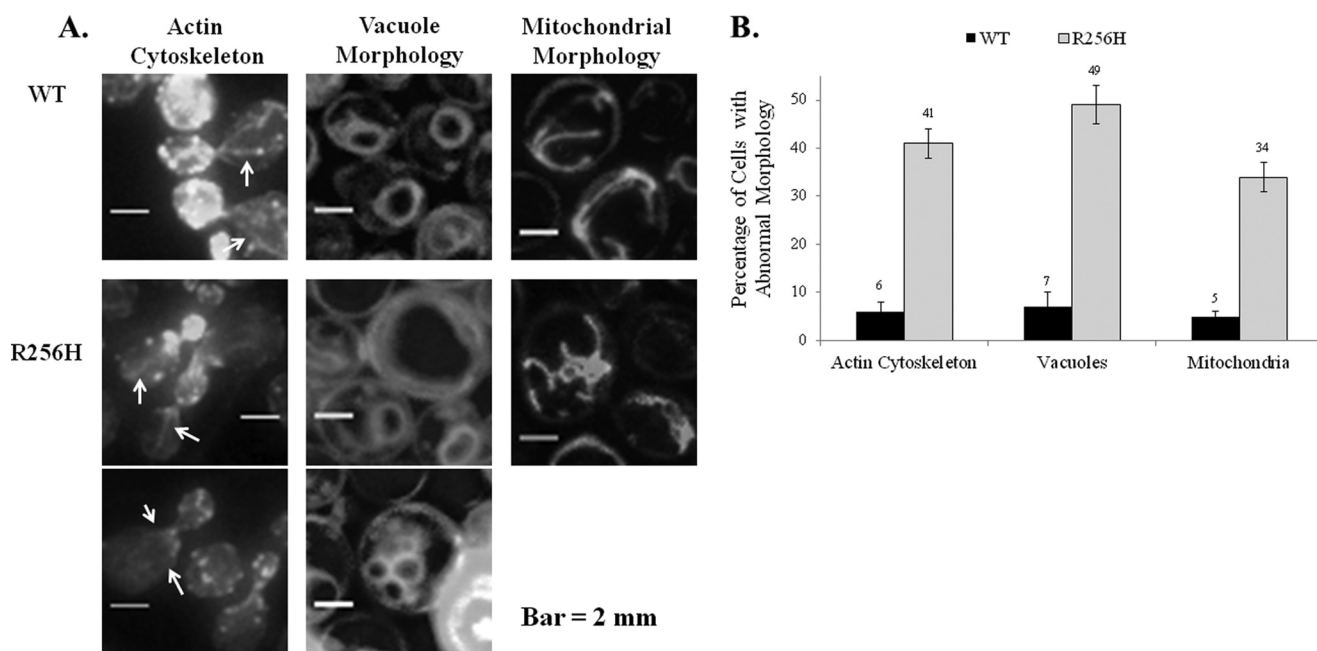 A.
Actin
Cytoskeleton
Vacuole
Morphology
Mitochondrial
Morphology
WT
R256H
Bar = 2 mm
B.
WT
R256H
Percentage of Cells with
Abnormal Morphology
50
40
30
20
10
0
6
41
7
49
5
34
Actin Cytoskeleton
Vacuoles
Mitochondria